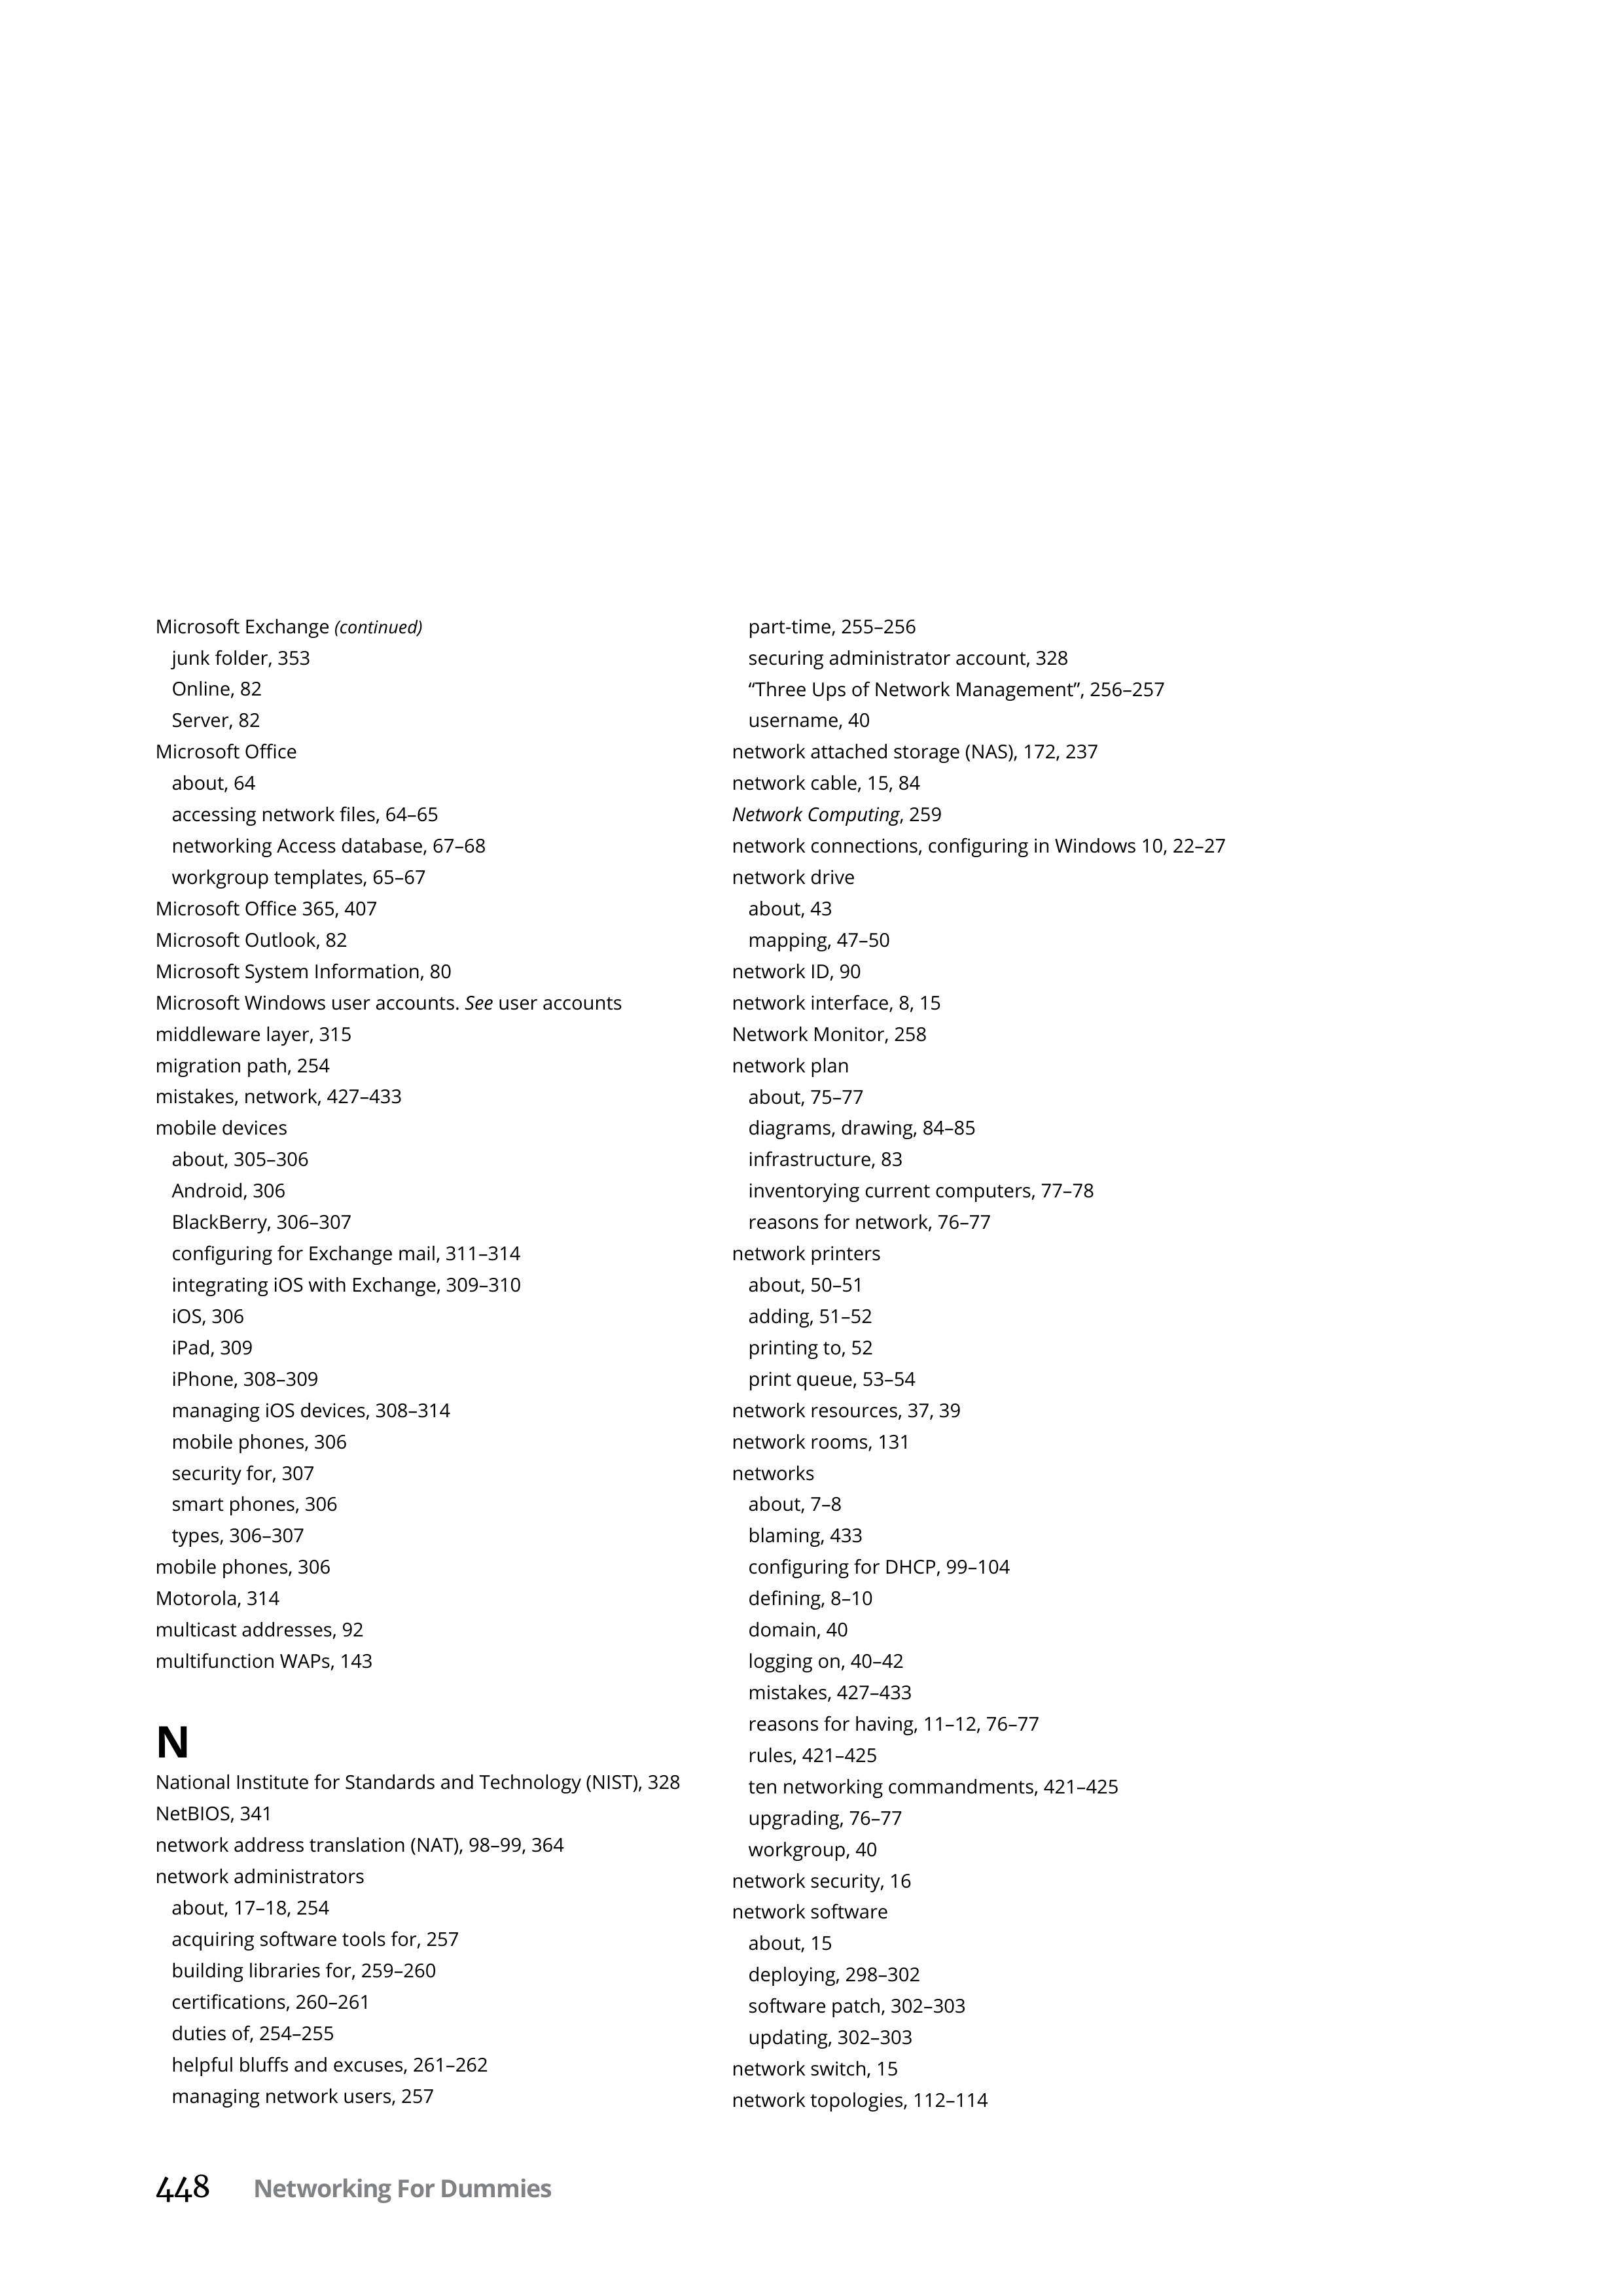 Microsoft Exchange (continued)
junk folder, 353
Online, 82
Server, 82
Microsoft Office
about, 64
accessing network files, 64–65
networking Access database, 67–68
workgroup templates, 65–67
Microsoft Office 365, 407
Microsoft Outlook, 82
Microsoft System Information, 80
Microsoft Windows user accounts. See user accounts
middleware layer, 315
migration path, 254
mistakes, network, 427–433
mobile devices
about, 305–306
Android, 306
BlackBerry, 306–307
configuring for Exchange mail, 311–314
integrating iOS with Exchange, 309–310
iOS, 306
iPad, 309
iPhone, 308–309
managing iOS devices, 308–314
mobile phones, 306
security for, 307
smart phones, 306
types, 306–307
mobile phones, 306
Motorola, 314
multicast addresses, 92
multifunction WAPs, 143
N
National Institute for Standards and Technology (NIST), 328
NetBIOS, 341
network address translation (NAT), 98–99, 364
network administrators
about, 17–18, 254
acquiring software tools for, 257
building libraries for, 259–260
certifications, 260–261
duties of, 254–255
helpful bluffs and excuses, 261–262
managing network users, 257
part-time, 255–256
securing administrator account, 328
“Three Ups of Network Management”, 256–257
username, 40
network attached storage (NAS), 172, 237
network cable, 15, 84
Network Computing, 259
network connections, configuring in Windows 10, 22–27
network drive
about, 43
mapping, 47–50
network ID, 90
network interface, 8, 15
Network Monitor, 258
network plan
about, 75–77
diagrams, drawing, 84–85
infrastructure, 83
inventorying current computers, 77–78
reasons for network, 76–77
network printers
about, 50–51
adding, 51–52
printing to, 52
print queue, 53–54
network resources, 37, 39
network rooms, 131
networks
about, 7–8
blaming, 433
configuring for DHCP, 99–104
defining, 8–10
domain, 40
logging on, 40–42
mistakes, 427–433
reasons for having, 11–12, 76–77
rules, 421–425
ten networking commandments, 421–425
upgrading, 76–77
workgroup, 40
network security, 16
network software
about, 15
deploying, 298–302
software patch, 302–303
updating, 302–303
network switch, 15
network topologies, 112–114
448 Networking For Dummies